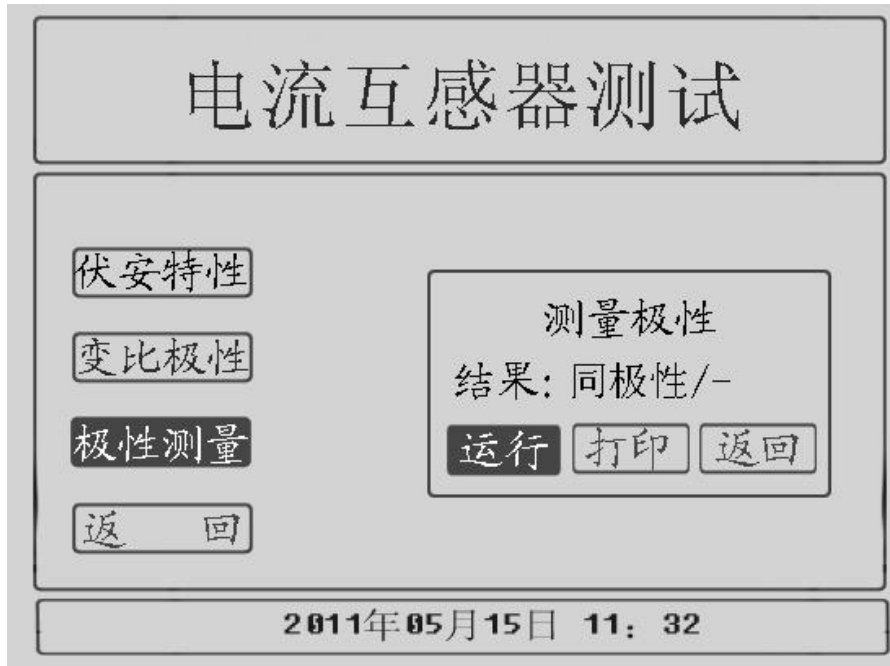 电流互感器测试
伏安特性
变比极性
极性测量
返 回
测量极性
结果: 同极性/-
运行 打印 返回
2011年05月15日 11: 32